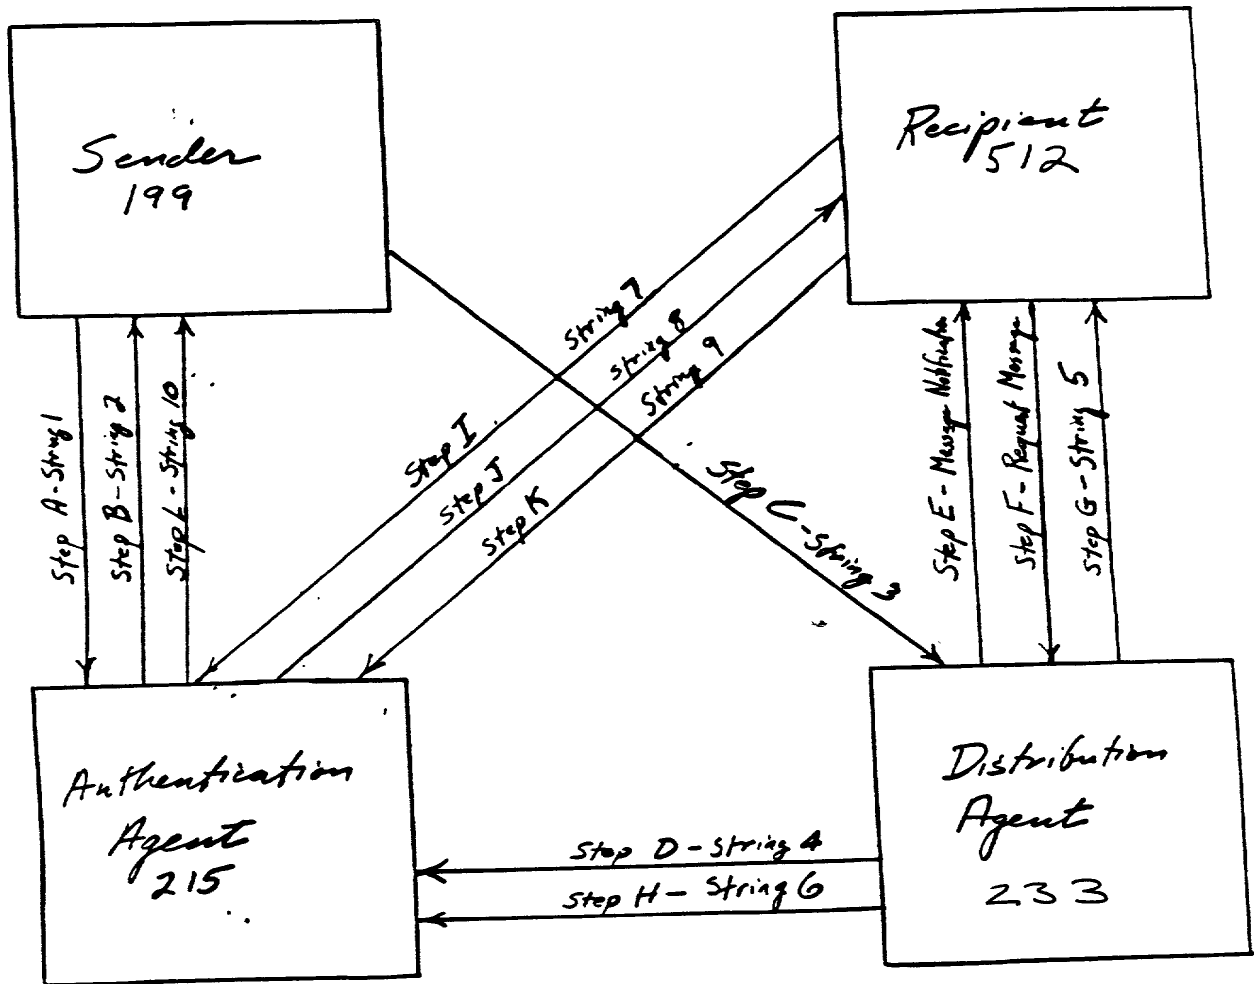 Sender
199
Recipient
512
Step A - String 1
Step B - String 2
Step L - String 10
String 7
Step I
String 8
Step J
String 9
Step K
Step C - String 3
Step E - Message Notification
Step F - Request Message
Step G - String 5
Authentication
Agent
215
Step D - String 4
Step H - String 6
Distribution
Agent
233